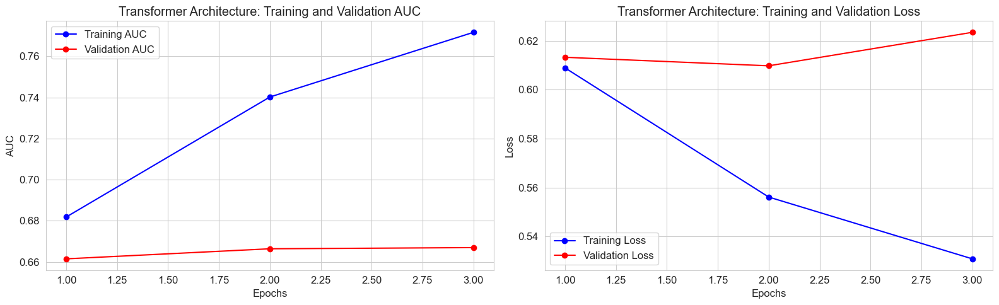 Transformer Architecture: Training and Validation AUC
Training AUC
Validation AUC
AUC
0.76
0.74
0.72
0.70
0.68
0.66
1.00 1.25 1.50 1.75 2.00 2.25 2.50 2.75 3.00
Epochs
Transformer Architecture: Training and Validation Loss
Loss
0.62
0.60
0.58
0.56
0.54
Training Loss
Validation Loss
1.00 1.25 1.50 1.75 2.00 2.25 2.50 2.75 3.00
Epochs